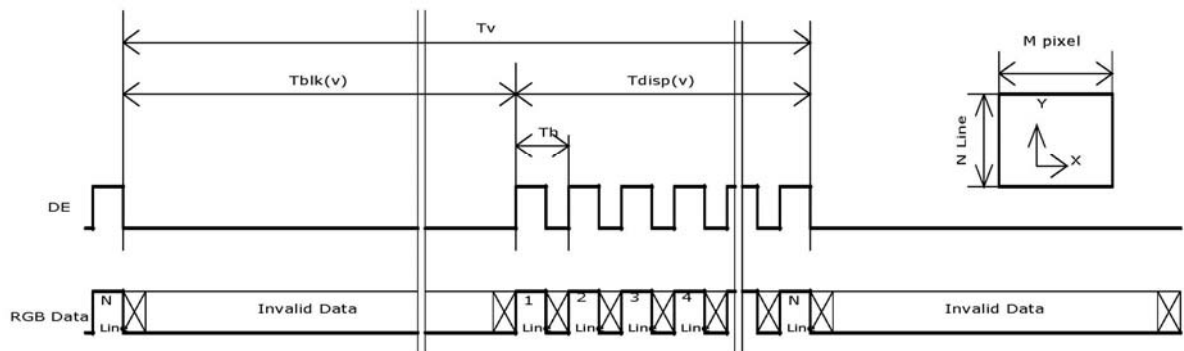 Tv
M pixel
Tblk(v)
Tdisp(v)
Th
N Line
Y
X
DE
RGB Data
N
Line
Invalid Data
1
Line
2
Line
3
Line
4
Line
N
Line
Invalid Data